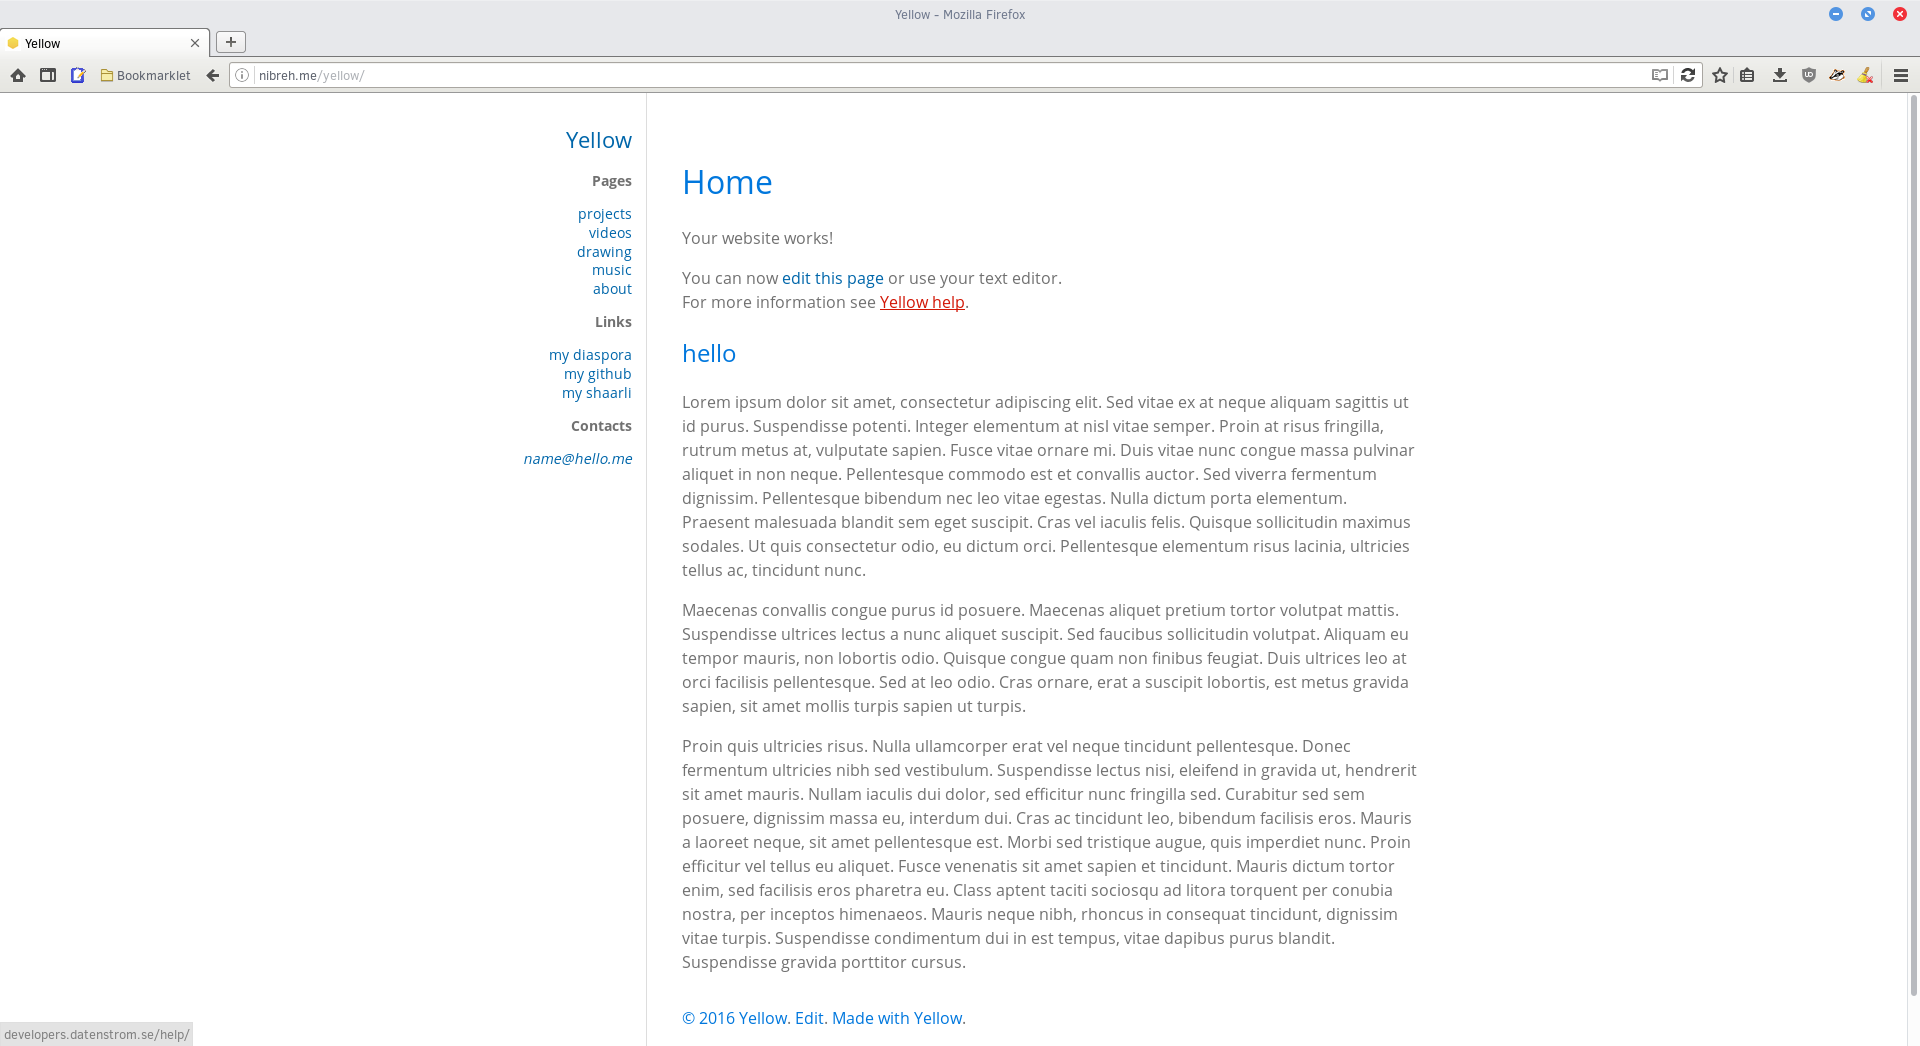 Yellow - Mozilla Firefox
Yellow
Bookmarklet
nibreh.me/yellow/
Yellow
Pages
projects
videos
drawing
music
about
Links
my diaspora
my github
my shaarli
Contacts
name@hello.me
Home
Your website works!
You can now edit this page or use your text editor.
For more information see Yellow help.
hello
Lorem ipsum dolor sit amet, consectetur adipiscing elit. Sed vitae ex at neque aliquam sagittis ut
id purus. Suspendisse potenti. Integer elementum at nisl vitae semper. Proin at risus fringilla,
rutrum metus at, vulputate sapien. Fusce vitae ornare mi. Duis vitae nunc congue massa pulvinar
aliquet in non neque. Pellentesque commodo est et convallis auctor. Sed viverra fermentum
dignissim. Pellentesque bibendum nec leo vitae egestas. Nulla dictum porta elementum.
Praesent malesuada blandit sem eget suscipit. Cras vel iaculis felis. Quisque sollicitudin maximus
sodales. Ut quis consectetur odio, eu dictum orci. Pellentesque elementum risus lacinia, ultricies
tellus ac, tincidunt nunc.
Maecenas convallis congue purus id posuere. Maecenas aliquet pretium tortor volutpat mattis.
Suspendisse ultrices lectus a nunc aliquet suscipit. Sed faucibus sollicitudin volutpat. Aliquam eu
tempor mauris, non lobortis odio. Quisque congue quam non finibus feugiat. Duis ultrices leo at
orci facilisis pellentesque. Sed at leo odio. Cras ornare, erat a suscipit lobortis, est metus gravida
sapien, sit amet mollis turpis sapien ut turpis.
Proin quis ultricies risus. Nulla ullamcorper erat vel neque tincidunt pellentesque. Donec
fermentum ultricies nibh sed vestibulum. Suspendisse lectus nisi, eleifend in gravida ut, hendrerit
sit amet mauris. Nullam iaculis dui dolor, sed efficitur nunc fringilla sed. Curabitur sed sem
posuere, dignissim massa eu, interdum dui. Cras ac tincidunt leo, bibendum facilisis eros. Mauris
a laoreet neque, sit amet pellentesque est. Morbi sed tristique augue, quis imperdiet nunc. Proin
efficitur vel tellus eu aliquet. Fusce venenatis sit amet sapien et tincidunt. Mauris dictum tortor
enim, sed facilisis eros pharetra eu. Class aptent taciti sociosqu ad litora torquent per conubia
nostra, per inceptos himenaeos. Mauris neque nibh, rhoncus in consequat tincidunt, dignissim
vitae turpis. Suspendisse condimentum dui in est tempus, vitae dapibus purus blandit.
Suspendisse gravida porttitor cursus.
© 2016 Yellow. Edit. Made with Yellow.
developers.datenstrom.se/help/